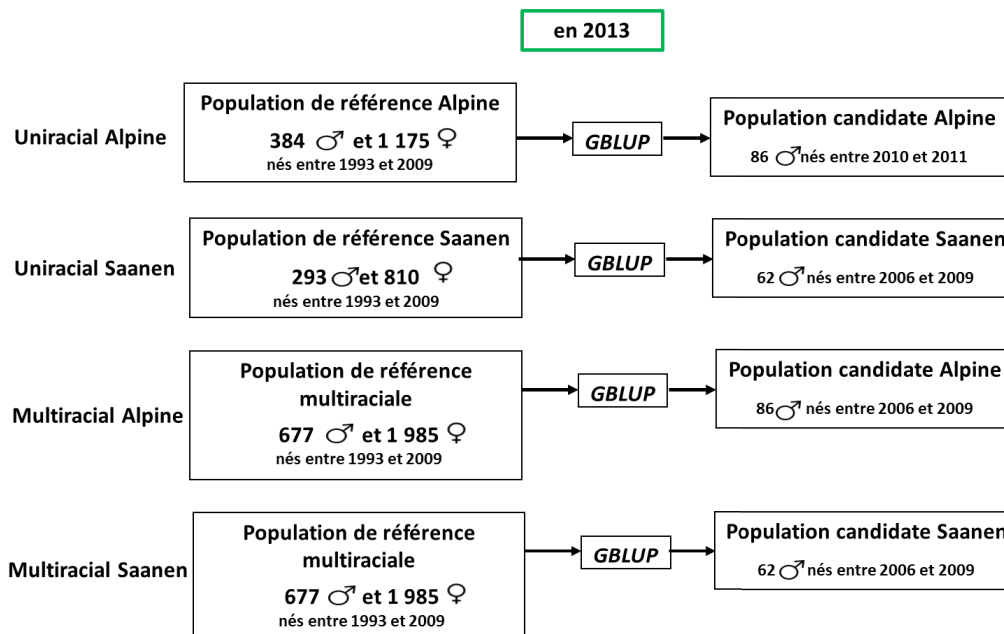 en 2013
Uniracial Alpine
Population de référence Alpine
384 ♂ et 1 175 ♀
nés entre 1993 et 2009
GBLUP
Population candidate Alpine
86 ♂ nés entre 2010 et 2011
Uniracial Saanen
Population de référence Saanen
293 ♂ et 810 ♀
nés entre 1993 et 2009
GBLUP
Population candidate Saanen
62 ♂ nés entre 2006 et 2009
Multiracial Alpine
Population de référence
multiraciale
677 ♂ et 1 985 ♀
nés entre 1993 et 2009
GBLUP
Population candidate Alpine
86 ♂ nés entre 2006 et 2009
Multiracial Saanen
Population de référence
multiraciale
677 ♂ et 1 985 ♀
nés entre 1993 et 2009
GBLUP
Population candidate Saanen
62 ♂ nés entre 2006 et 2009